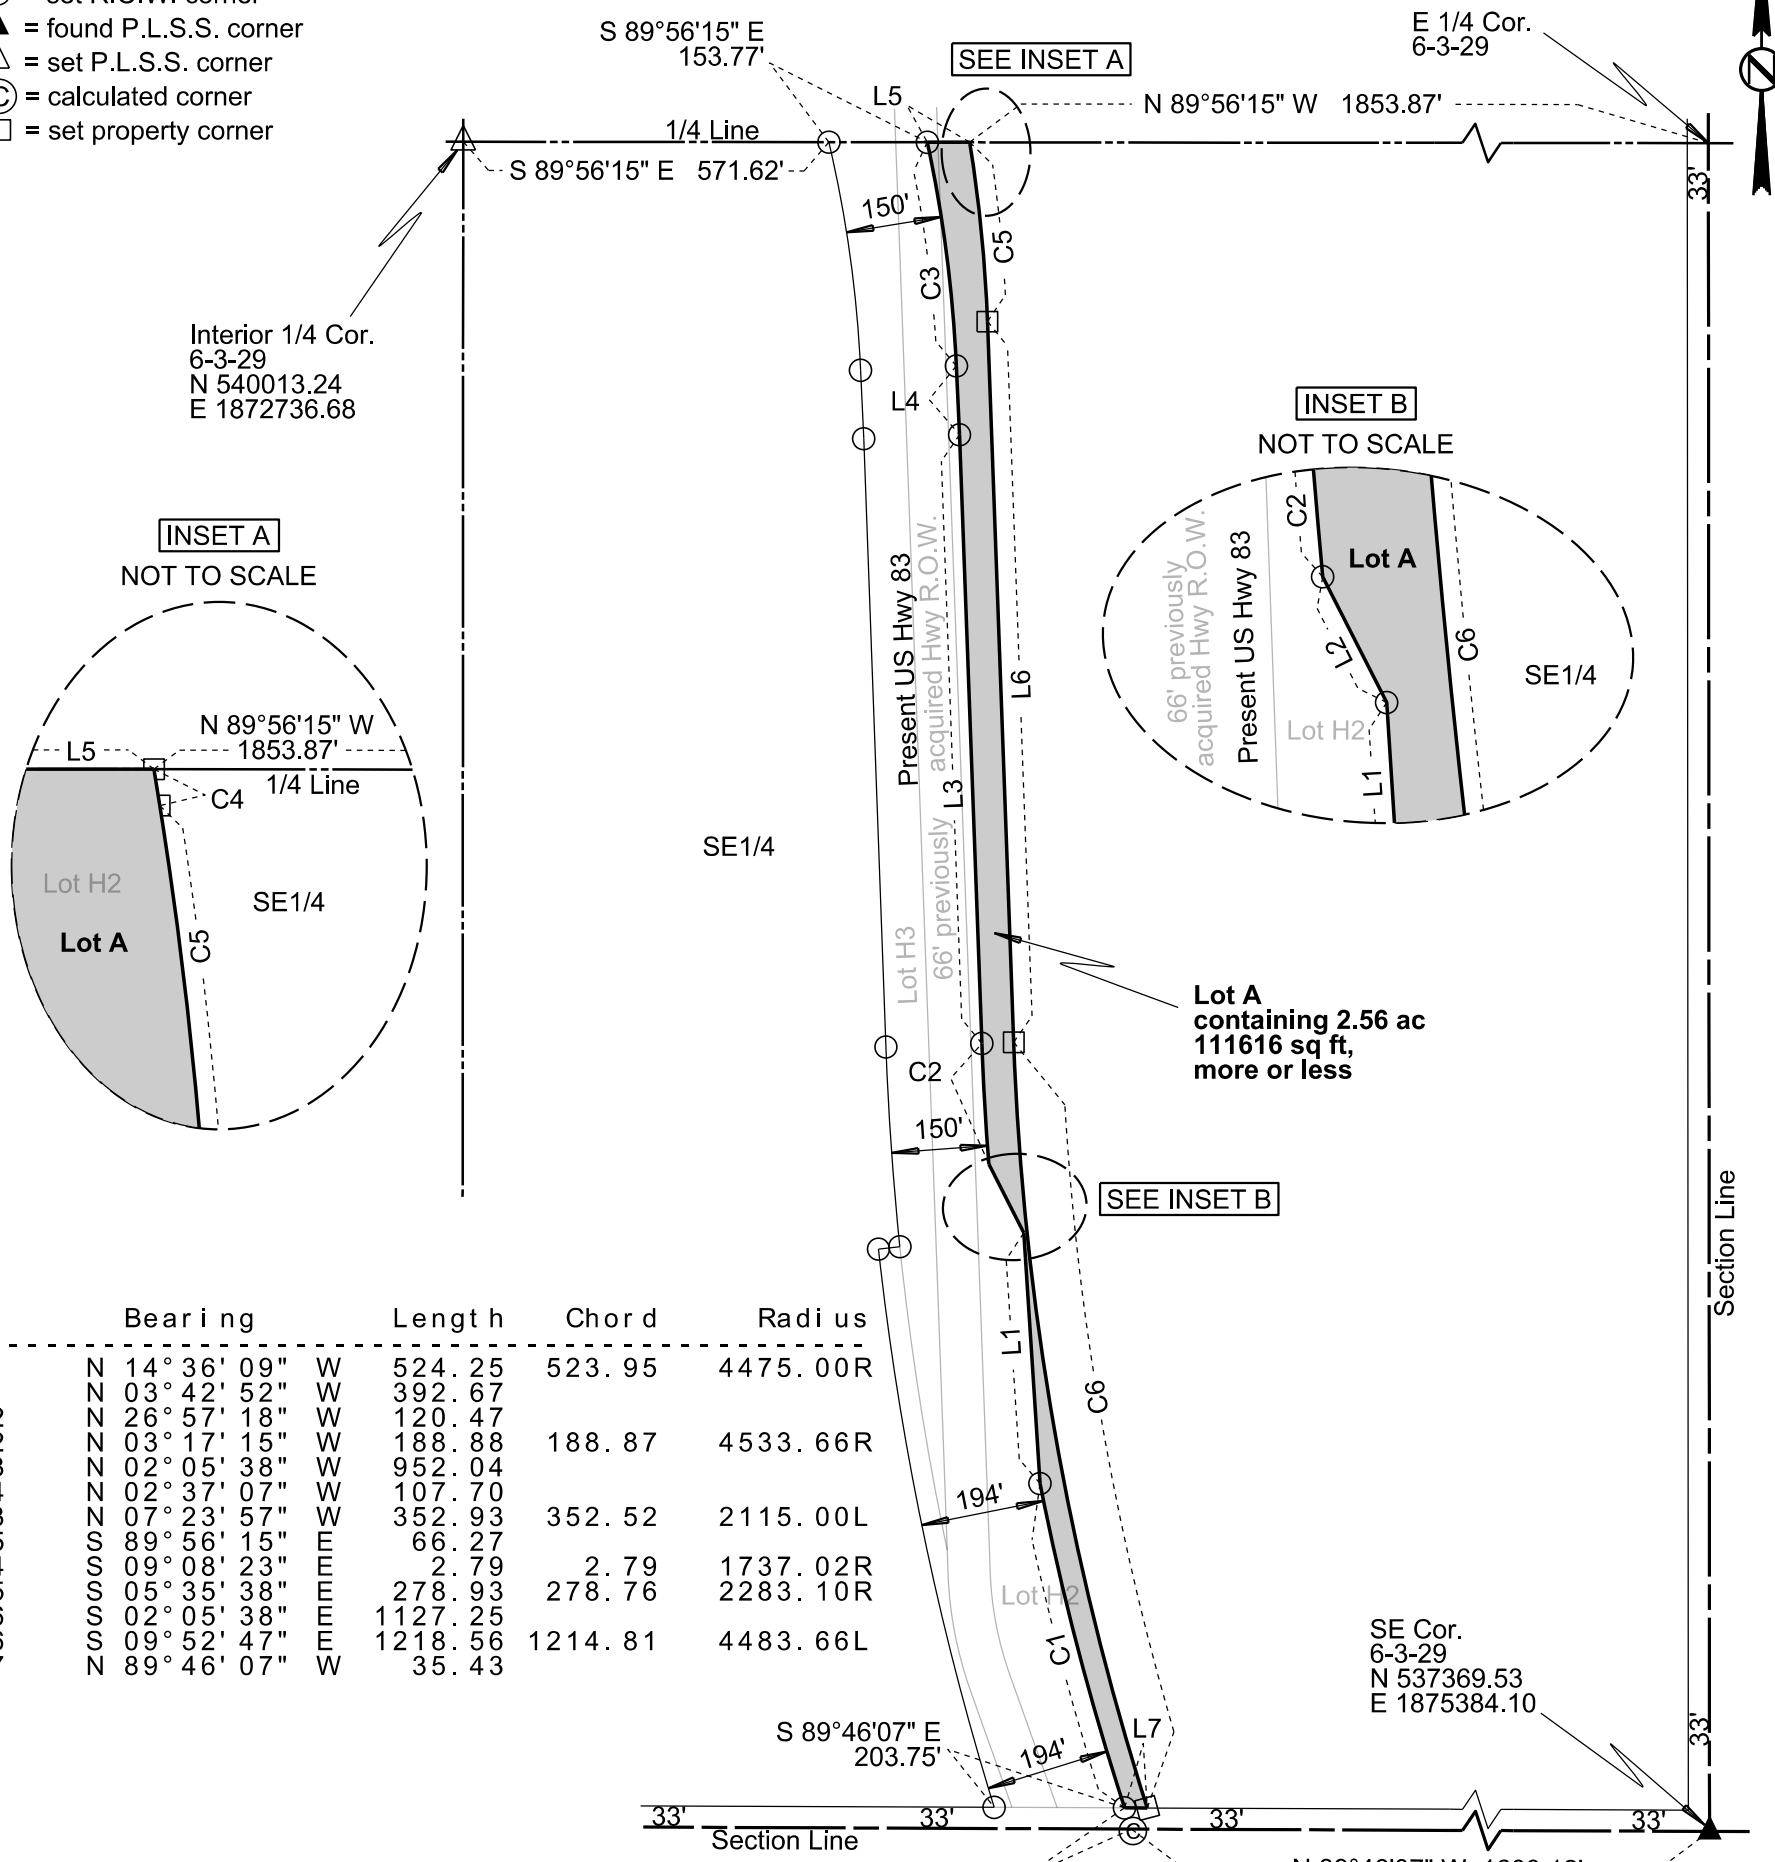 = found P.L.S.S. corner
= set P.L.S.S. corner
C = calculated corner
= set property corner
S 89°56'15" E
153.77'
SEE INSET A
E 1/4 Cor.
6-3-29
N
L5
N 89°56'15" W 1853.87'
1/4 Line
S 89°56'15" E 571.62'
33'
150'
C5
C3
Interior 1/4 Cor.
6-3-29
N 540013.24
E 1872736.68
L4
INSET B
NOT TO SCALE
C2
Lot A
66' previously
acquired Hwy R.O.W.
Present US Hwy 83
L2
C6
SE1/4
Lot H2
L1
INSET A
NOT TO SCALE
N 89°56'15" W
L5
1853.87'
1/4 Line
C4
Lot H2
SE1/4
Lot A
C5
Present US Hwy 83
66' previously acquired Hwy R.O.W.
L6
L3
SE1/4
Lot H3
Lot A
containing 2.56 ac
111616 sq ft,
more or less
C2
150'
SEE INSET B
Section Line
L1
C6
Bearing Length Chord Radius
N 14°36'09" W 524.25 523.95 4475.00R
N 03°42'52" W 392.67
N 26°57'18" W 120.47
N 03°17'15" W 188.88 188.87 4533.66R
N 02°05'38" W 952.04
N 02°37'07" W 107.70
N 07°23'57" W 352.93 352.52 2115.00L
S 89°56'15" E 66.27
S 09°08'23" E 2.79 2.79 1737.02R
S 05°35'38" E 278.93 278.76 2283.10R
S 02°05'38" E 1127.25
S 09°52'47" E 1218.56 1214.81 4483.66L
N 89°46'07" W 35.43
194'
Lot H2
C1
SE Cor.
6-3-29
N 537369.53
E 1875384.10
S 89°46'07" E
203.75'
L7
194'
33'
33' 33' 33' 33'
C
Section Line